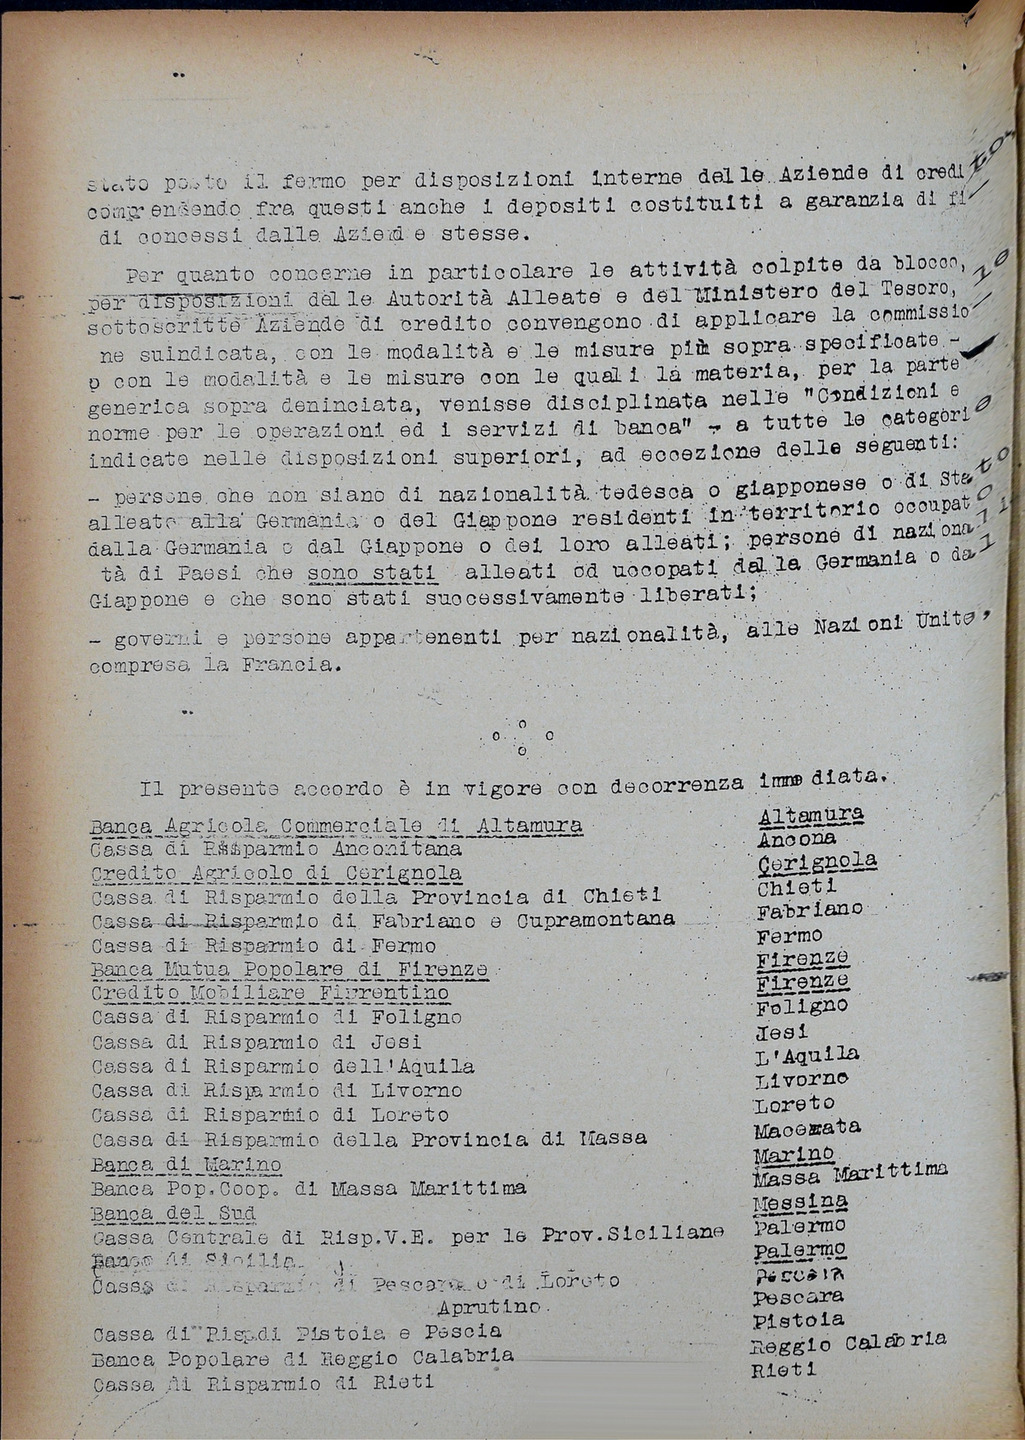 stato posto il fermo per disposizioni interne delle Aziende di credito,
comprendendo fra questi anche i depositi costituiti a garanzia di fi
di concessi dalle Aziende stesse.
Per quanto concerne in particolare le attività colpite da blocco,
per disposizioni delle Autorità Alleate e del Ministero del Tesoro, le
sottoscritte Aziende di credito convengono di applicare la commissio
ne suindicata, con le modalità e le misure più sopra specificate -
o con le modalità e le misure con le quali la materia, per la parte
generica sopra deninciata, venisse disciplinata nelle "Condizioni e
norme per le operazioni ed i servizi di banca" - a tutte le categorie
indicate nelle disposizioni superiori, ad eccezione delle seguenti:
- persone che non siano di nazionalità tedesca o giapponese o di Stato
alleato alla Germania o del Giappone residenti in territorio occupato
dalla Germania o dal Giappone o dei loro alleati; persone di naziona
tà di Paesi che sono stati alleati od uccopati dalla Germania o dal
Giappone e che sono stati successivamente liberati;
- governi e persone appartenenti per nazionalità, alle Nazioni Unite,
compresa la Francia.
o
o o
o
Il presente accordo è in vigore con decorrenza immediata.
Banca Agricola Commerciale di Altamura Altamura
Cassa di Risparmio Anconitana Ancona
Credito Agricolo di Cerignola Cerignola
Cassa di Risparmio della Provincia di Chieti Chieti
Cassa di Risparmio di Fabriano e Cupramontana Fabriano
Cassa di Risparmio di Fermo Fermo
Banca Mutua Popolare di Firenze Firenze
Credito Mobiliare Fiorentino Firenze
Cassa di Risparmio di Foligno Foligno
Cassa di Risparmio di Jesi Jesi
Cassa di Risparmio dell'Aquila L'Aquila
Cassa di Risparmio di Livorno Livorno
Cassa di Risparmio di Loreto Loreto
Cassa di Risparmio della Provincia di Massa Macerata
Banca di Marino Marino
Banca Pop.Coop. di Massa Marittima Massa Marittima
Banca del Sud Messina
Cassa Centrale di Risp.V.E. per le Prov.Siciliane Palermo
Banco di Sicilia Palermo
Cassa di Risparmio di Pescara e di Loreto
Aprutino Pescara
Cassa di Risp.di Pistoia e Pescia Pistoia
Banca Popolare di Reggio Calabria Reggio Calabria
Cassa di Risparmio di Rieti Rieti